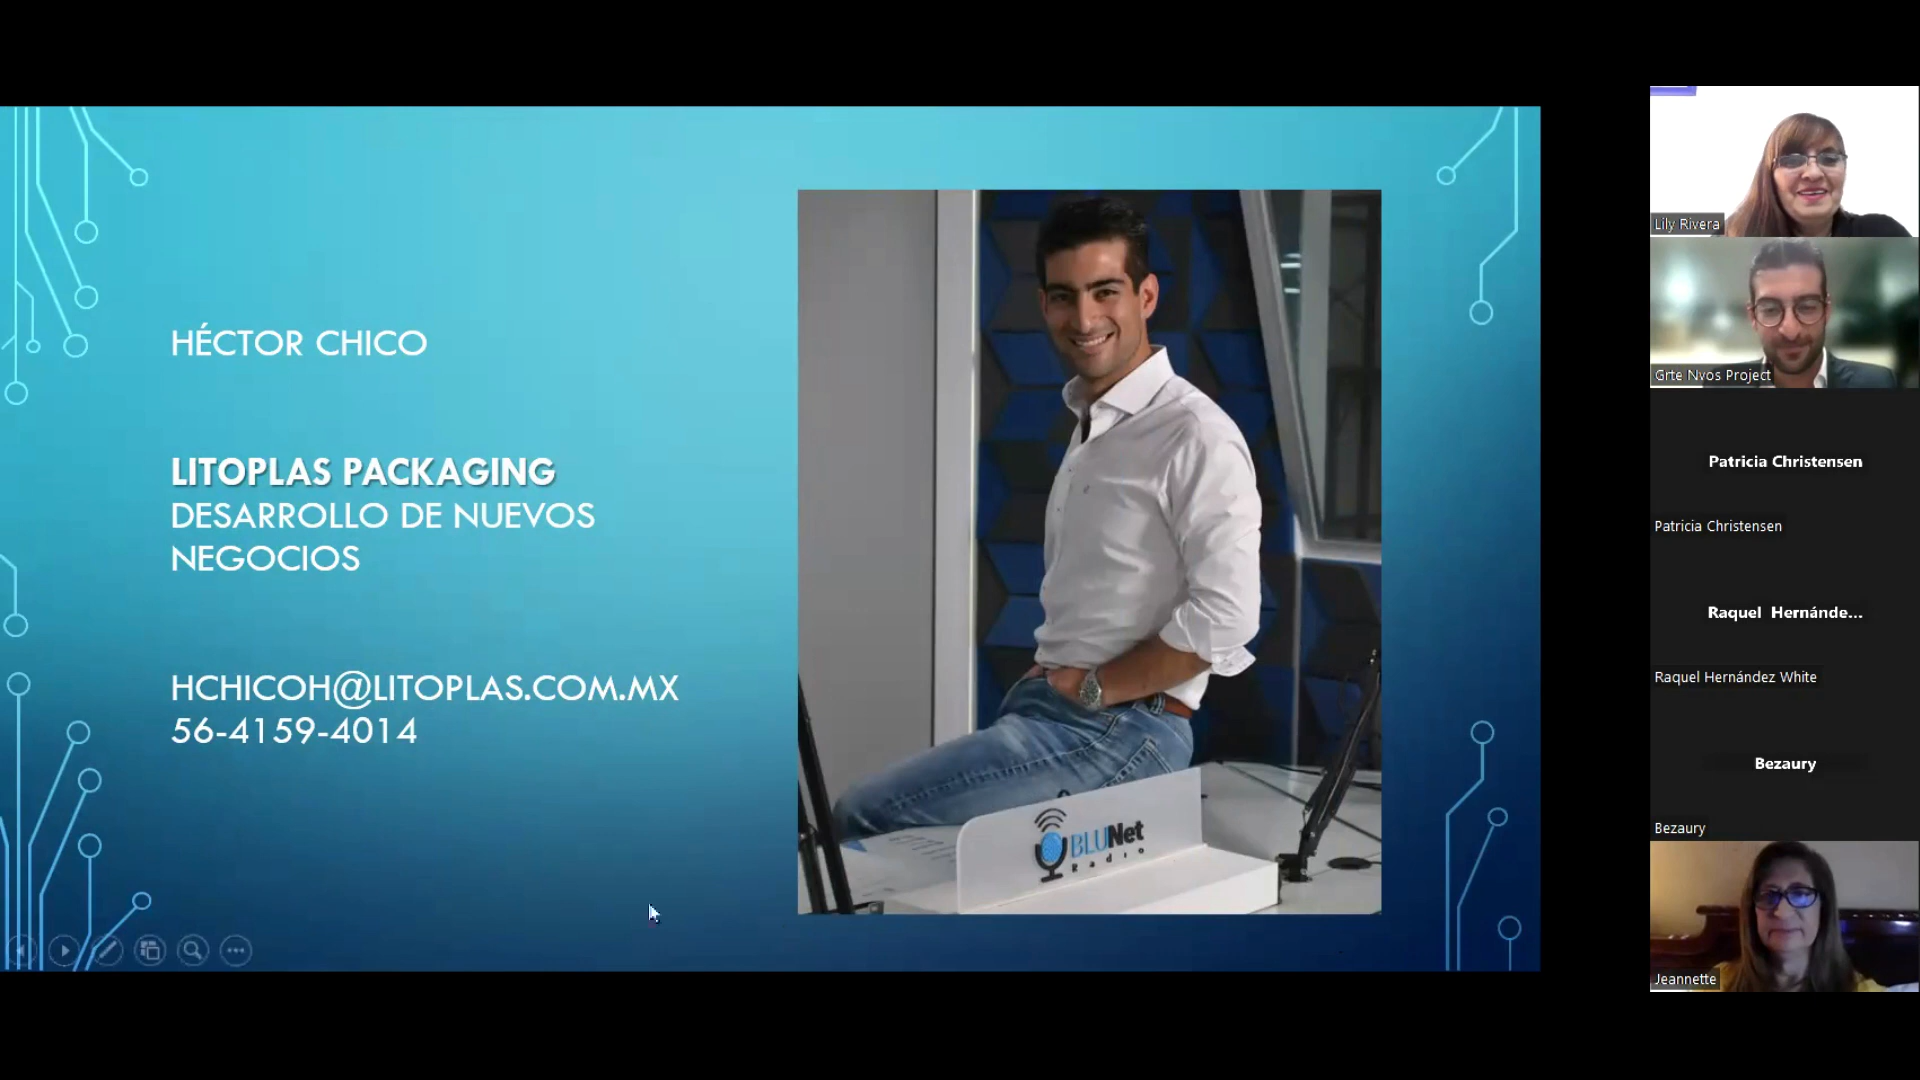 HÉCTOR CHICO
LITOPLAS PACKAGING
DESARROLLO DE NUEVOS
NEGOCIOS
HCHICOH@LITOPLAS.COM.MX
56-4159-4014
BLUNet
Radio
Lily Rivera
Grte Nvos Project
Patricia Christensen
Patricia Christensen
Raquel Hernánde...
Raquel Hernández White
Bezaury
Bezaury
Jeannette